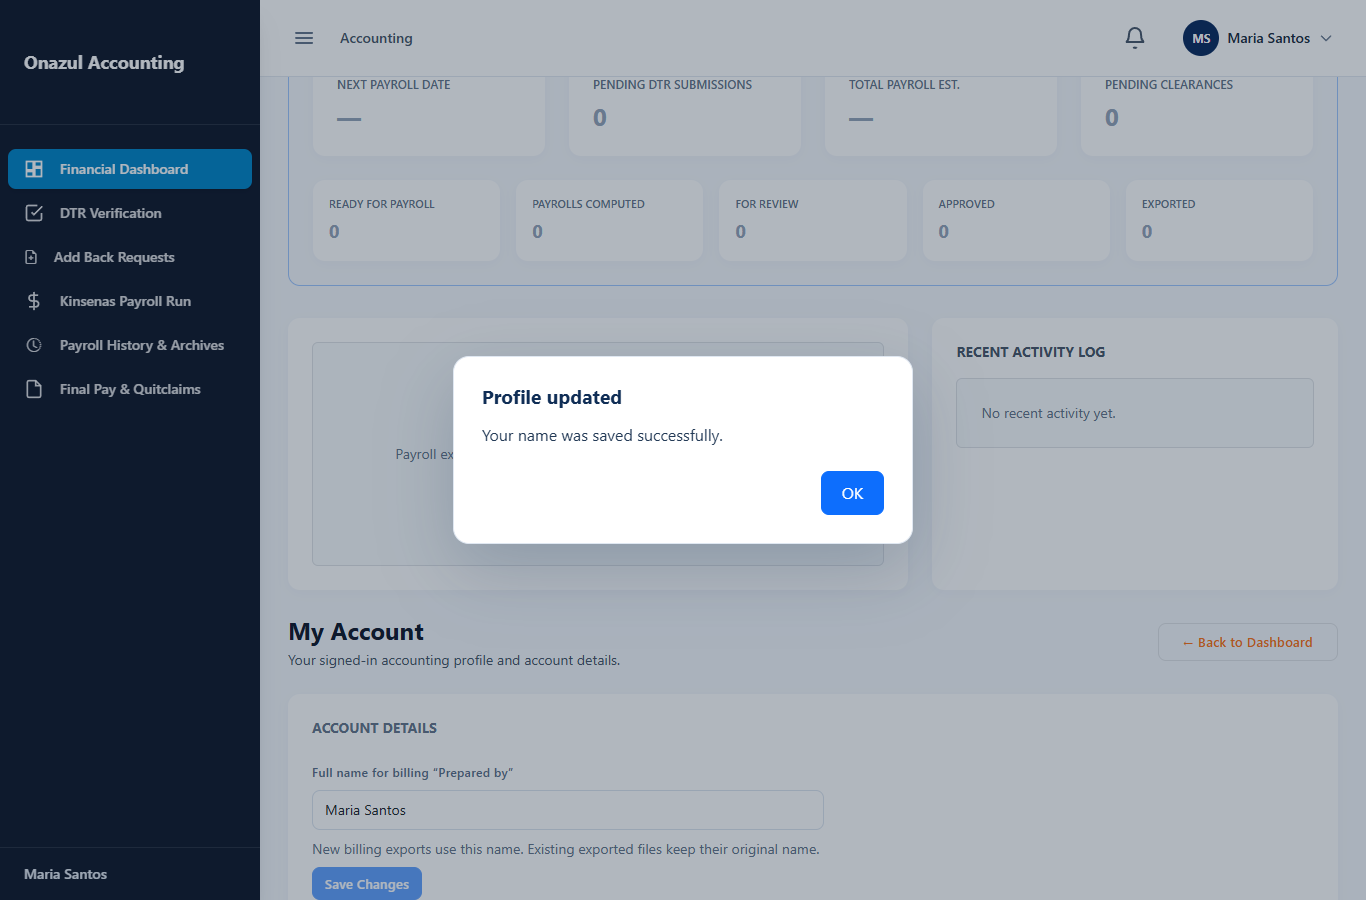 Onazul Accounting
Financial Dashboard
DTR Verification
Add Back Requests
Kinsenas Payroll Run
Payroll History & Archives
Final Pay & Quitclaims
Maria Santos
Accounting
MS
Maria Santos
NEXT PAYROLL DATE
—
PENDING DTR SUBMISSIONS
0
TOTAL PAYROLL EST.
—
PENDING CLEARANCES
0
READY FOR PAYROLL
0
PAYROLLS COMPUTED
0
FOR REVIEW
0
APPROVED
0
EXPORTED
0
Payroll ex
RECENT ACTIVITY LOG
No recent activity yet.
Profile updated
Your name was saved successfully.
OK
My Account
Your signed-in accounting profile and account details.
← Back to Dashboard
ACCOUNT DETAILS
Full name for billing “Prepared by”
Maria Santos
New billing exports use this name. Existing exported files keep their original name.
Save Changes